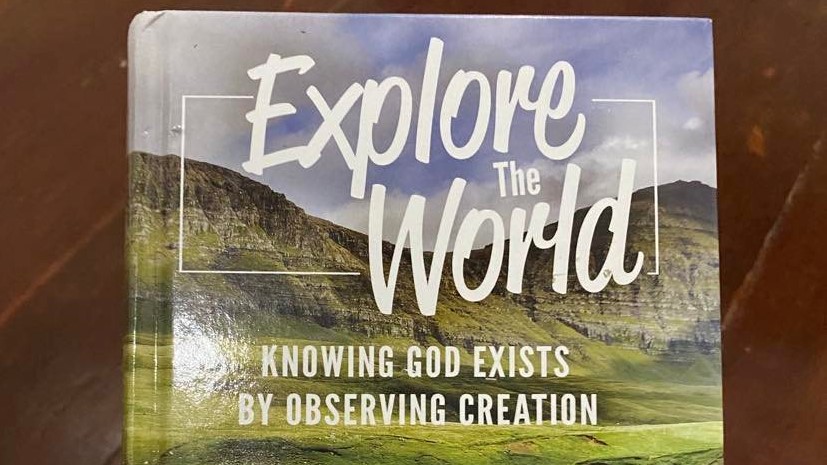 Explore
The
World
KNOWING GOD EXISTS
BY OBSERVING CREATION